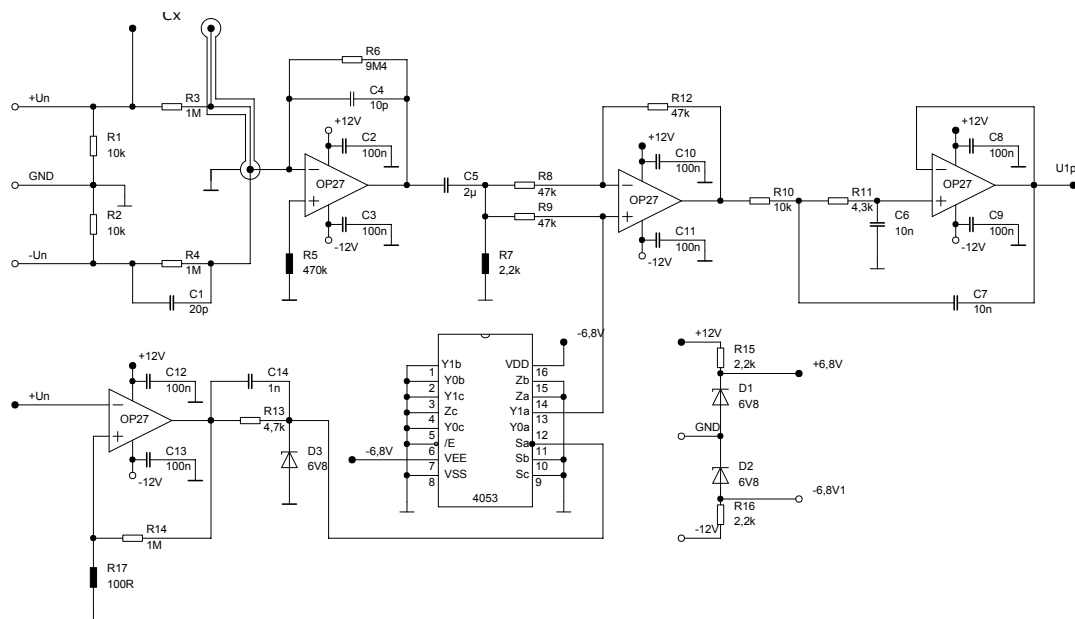 Cx
+Un
R3
1M
R1
10k
GND
R2
10k
-Un
R4
1M
C1
20p
R6
9M4
C4
10p
+12V
C2
100n
OP27
C3
100n
-12V
R5
470k
C5
2µ
R8
47k
R9
47k
R7
2,2k
R12
47k
+12V
C10
100n
OP27
C11
100n
-12V
R10
10k
R11
4,3k
C6
10n
+12V
C8
100n
OP27
C9
100n
-12V
U1p
C7
10n
+Un
+12V
C12
100n
OP27
C13
100n
-12V
C14
1n
R13
4,7k
D3
6V8
R14
1M
R17
100R
-6,8V
-6,8V
Y1b VDD
1 16
Y0b Zb
2 15
Y1c Za
3 14
Zc Y1a
4 13
Y0c Y0a
5 12
/E Sa
6 11
VEE Sb
7 10
VSS Sc
8 9
4053
+12V
R15
2,2k
+6,8V
D1
6V8
GND
D2
6V8
-6,8V1
R16
2,2k
-12V